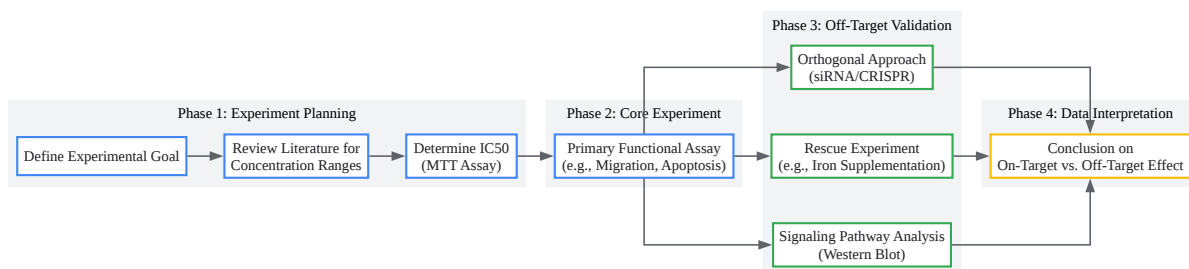 Phase 1: Experiment Planning
Define Experimental Goal
Review Literature for
Concentration Ranges
Determine IC50
(MTT Assay)
Phase 2: Core Experiment
Primary Functional Assay
(e.g., Migration, Apoptosis)
Phase 3: Off-Target Validation
Orthogonal Approach
(siRNA/CRISPR)
Rescue Experiment
(e.g., Iron Supplementation)
Signaling Pathway Analysis
(Western Blot)
Phase 4: Data Interpretation
Conclusion on
On-Target vs. Off-Target Effect